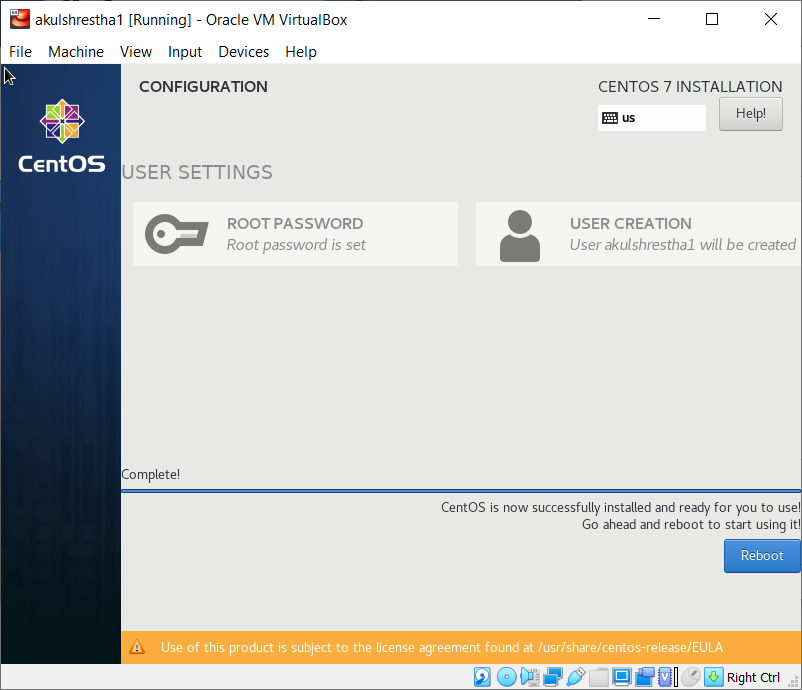 akulshrestha1 [Running] - Oracle VM VirtualBox
File Machine View Input Devices Help
CentOS
CONFIGURATION
CENTOS 7 INSTALLATION
us
Help!
USER SETTINGS
ROOT PASSWORD
Root password is set
USER CREATION
User akulshrestha1 will be created
Complete!
CentOS is now successfully installed and ready for you to use!
Go ahead and reboot to start using it!
Reboot
Use of this product is subject to the license agreement found at /usr/share/centos-release/EULA
Right Ctrl